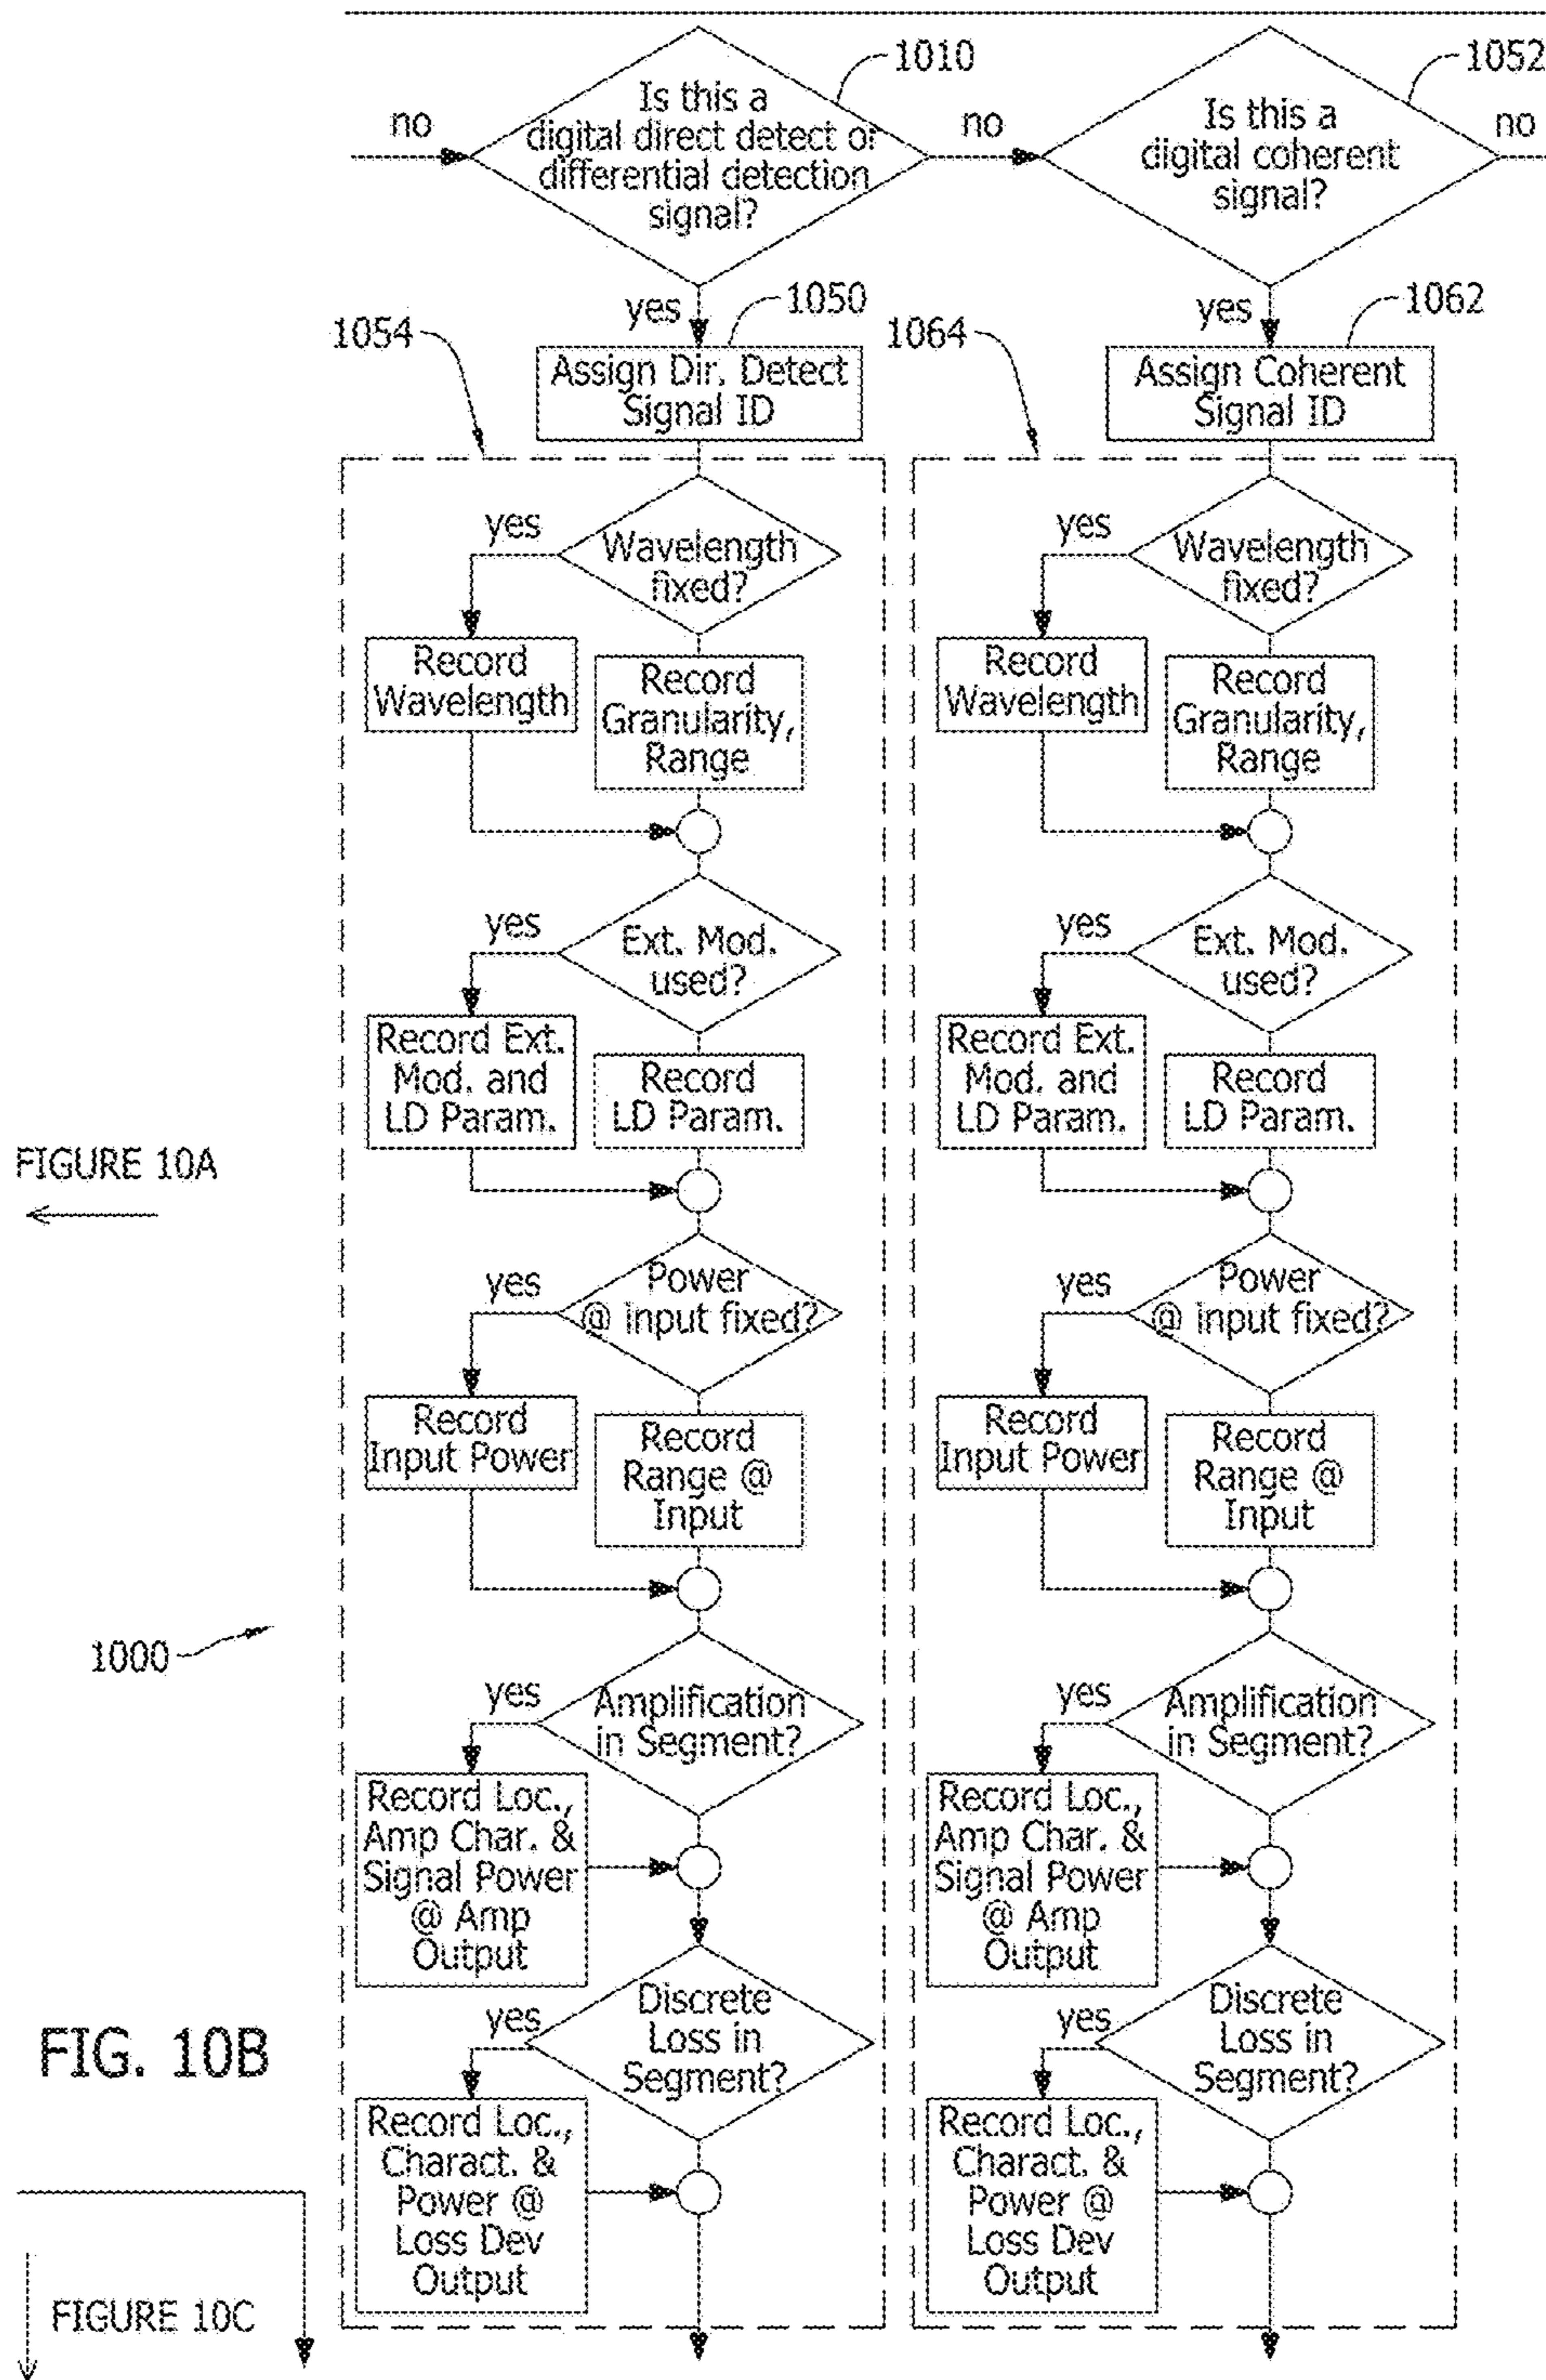 no
Is this a
digital direct detect or
differential detection
signal?
1010
no
Is this a
digital coherent
signal?
1052
no
yes
1050
1054
Assign Dir. Detect
Signal ID
yes
1062
1064
Assign Coherent
Signal ID
yes
Wavelength
fixed?
Record
Wavelength
Record
Granularity,
Range
yes
Ext. Mod.
used?
Record Ext.
Mod. and
LD Param.
Record
LD Param.
yes
Power
@ input fixed?
Record
Input Power
Record
Range @
Input
yes
Amplification
in Segment?
Record Loc.,
Amp Char. &
Signal Power
@ Amp
Output
yes
Discrete
Loss in
Segment?
Record Loc.,
Charact. &
Power @
Loss Dev
Output
yes
Wavelength
fixed?
Record
Wavelength
Record
Granularity,
Range
yes
Ext. Mod.
used?
Record Ext.
Mod. and
LD Param.
Record
LD Param.
yes
Power
@ input fixed?
Record
Input Power
Record
Range @
Input
yes
Amplification
in Segment?
Record Loc.,
Amp Char. &
Signal Power
@ Amp
Output
yes
Discrete
Loss in
Segment?
Record Loc.,
Charact. &
Power @
Loss Dev
Output
FIGURE 10A
1000
FIG. 10B
FIGURE 10C